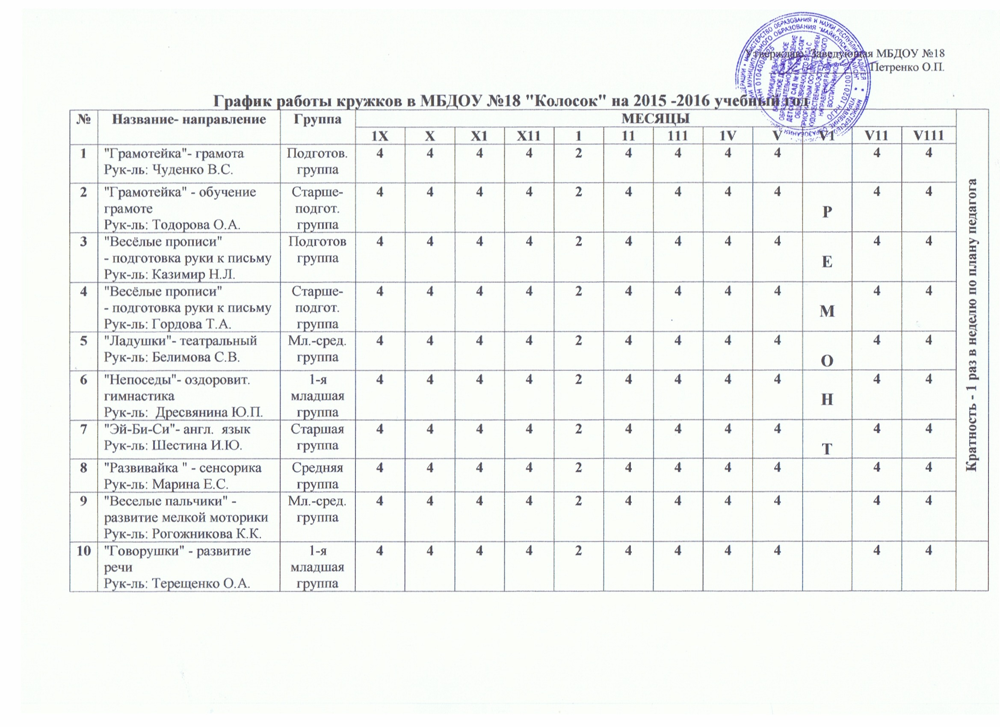 Утверждаю: Заведующая МБДОУ №18
Петренко О.П.
График работы кружков в МБДОУ №18 "Колосок" на 2015 -2016 учебный год
№ Название- направление Группа МЕСЯЦЫ
1X X X1 X11 1 11 111 1V V V1 V11 V111
1 "Грамотейка"- грамота Подготов. 4 4 4 4 2 4 4 4 4 4 4
Рук-ль: Чуденко В.С. группа
2 "Грамотейка" - обучение Старше- 4 4 4 4 2 4 4 4 4 4 4
грамоте подгот. Р
Рук-ль: Тодорова О.А. группа
3 "Весёлые прописи" Подготов 4 4 4 4 2 4 4 4 4 4 4
- подготовка руки к письму группа Е
Рук-ль: Казимир Н.Л.
4 "Весёлые прописи" Старше- 4 4 4 4 2 4 4 4 4 4 4
- подготовка руки к письму подгот. М
Рук-ль: Гордова Т.А. группа
5 "Ладушки"- театральный Мл.-сред. 4 4 4 4 2 4 4 4 4 4 4
Рук-ль: Белимова С.В. группа О
6 "Непоседы"- оздоровит. 1-я 4 4 4 4 2 4 4 4 4 4 4
гимнастика младшая Н
Рук-ль: Дресвянина Ю.П. группа
7 "Эй-Би-Си"- англ. язык Старшая 4 4 4 4 2 4 4 4 4 4 4
Рук-ль: Шестина И.Ю. группа Т
8 "Развивайка " - сенсорика Средняя 4 4 4 4 2 4 4 4 4 4 4
Рук-ль: Марина Е.С. группа
9 "Веселые пальчики" - Мл.-сред. 4 4 4 4 2 4 4 4 4 4 4
развитие мелкой моторики группа
Рук-ль: Рогожникова К.К.
10 "Говорушки" - развитие 1-я 4 4 4 4 2 4 4 4 4 4 4
речи младшая
Рук-ль: Терещенко О.А. группа
Кратность - 1 раз в неделю по плану педагога